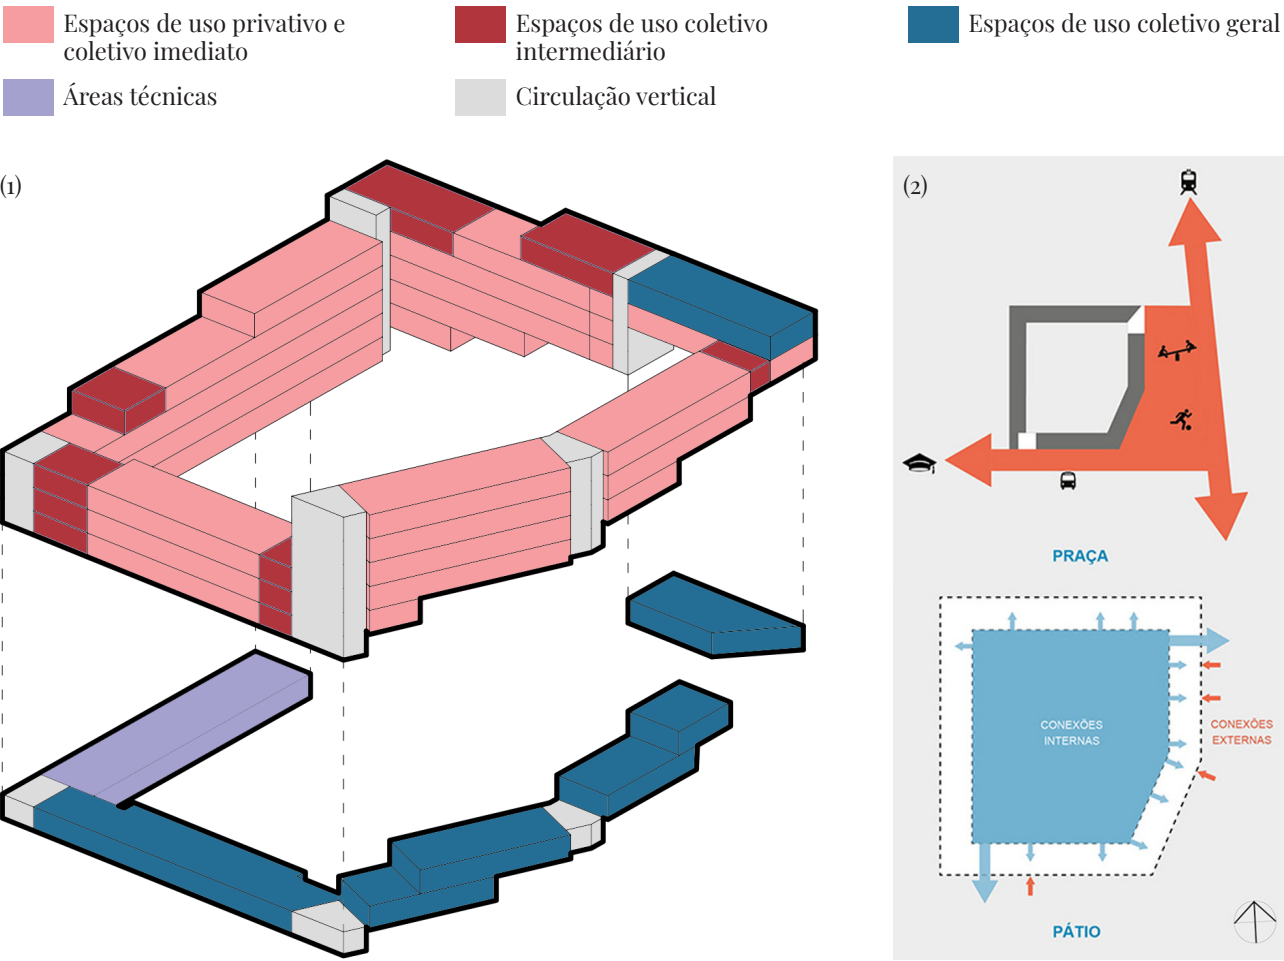 Espaços de uso privativo e
coletivo imediato
Espaços de uso coletivo
intermediário
Espaços de uso coletivo geral
Áreas técnicas
Circulação vertical
(1)
(2)
PRAÇA
CONEXÕES
INTERNAS
CONEXÕES
EXTERNAS
PÁTIO